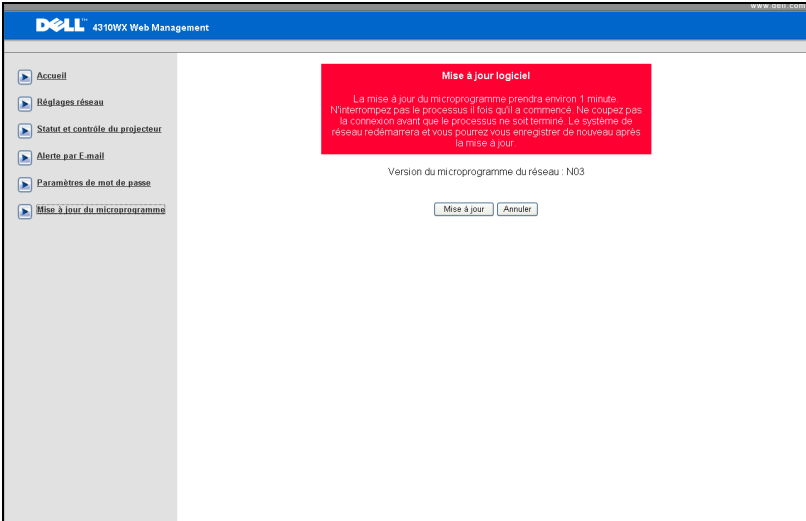 www.dell.com
DELL™ 4310WX Web Management
Accueil
Réglages réseau
Statut et contrôle du projecteur
Alerte par E-mail
Paramètres de mot de passe
Mise à jour du microprogramme
Mise à jour logiciel
La mise à jour du microprogramme prendra environ 1 minute.
N'interrompez pas le processus il fois qu'il a commencé. Ne coupez pas
la connexion avant que le processus ne soit terminé. Le système de
réseau redémarrera et vous pourrez vous enregistrer de nouveau après
la mise à jour.
Version du microprogramme du réseau : N03
Mise à jour
Annuler